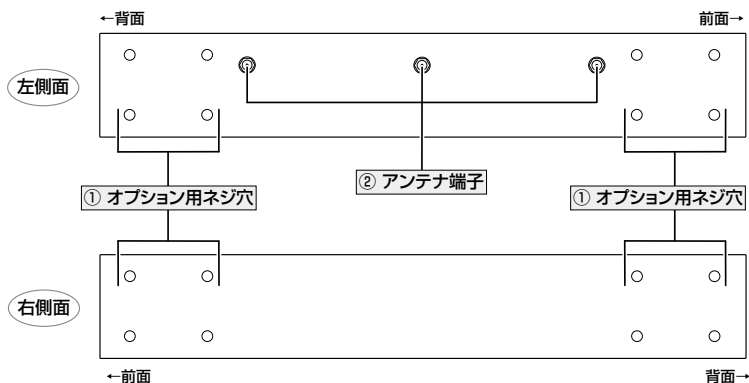 ←背面
前面→
左側面
① オプション用ネジ穴
② アンテナ端子
① オプション用ネジ穴
右側面
←前面
背面→